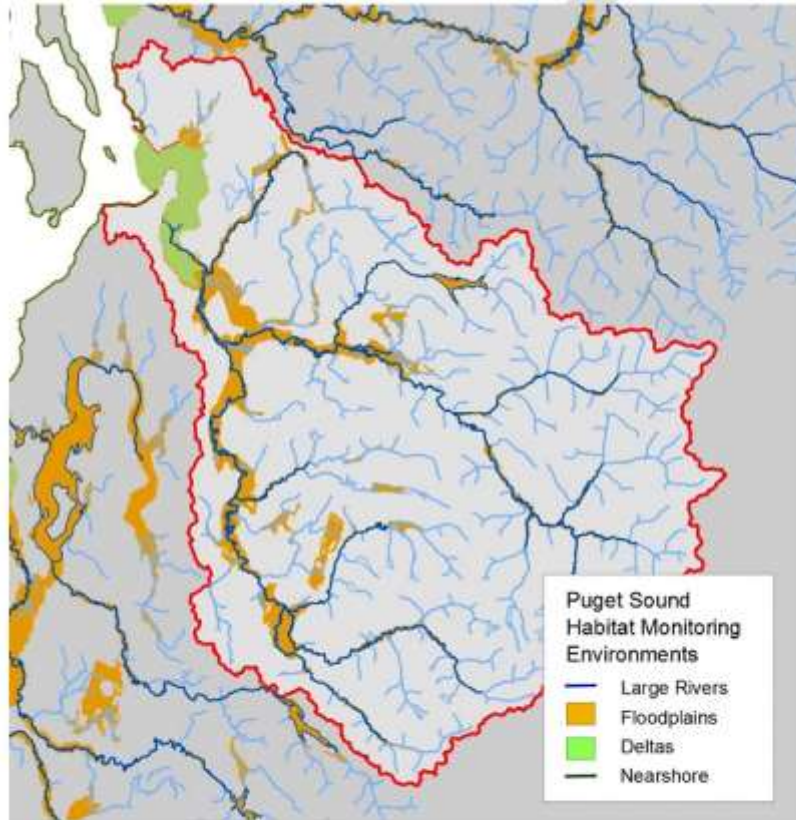 Puget Sound
Habitat Monitoring
Environments
Large Rivers
Floodplains
Deltas
Nearshore